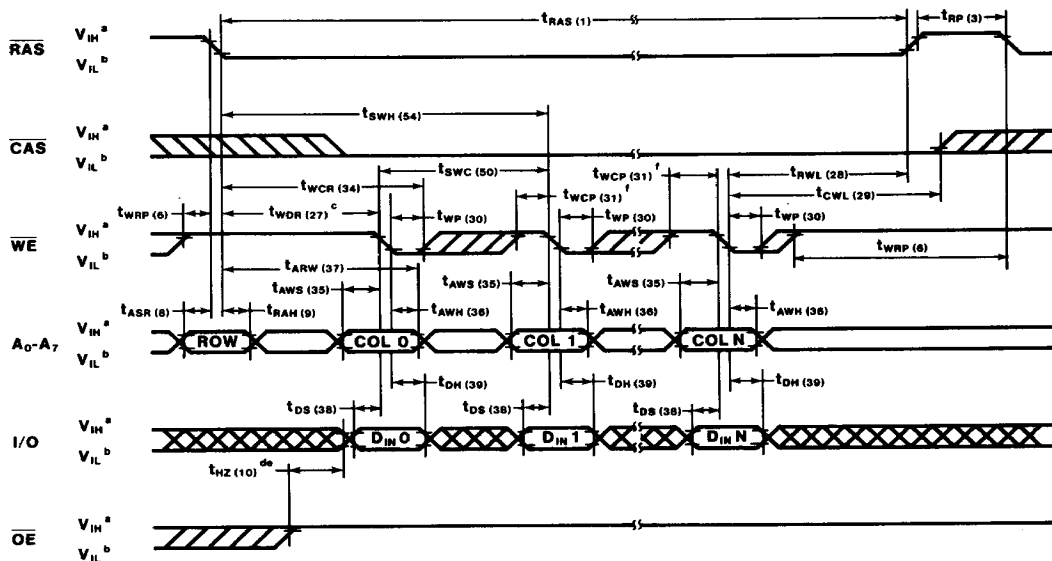 tRAS (1)
tRP (3)
RAS
VIH a
VIL b
tSWH (54)
CAS
VIH a
VIL b
tSWC (50)
tWCP (31) f
tRWL (28)
tWCR (34)
tWCP (31) f
tCWL (29)
tWRP (6)
tWDR (27) c
tWP (30)
tWP (30)
tWP (30)
WE
VIH a
VIL b
tWRP (6)
tARW (37)
tAWS (35)
tAWS (35)
tAWS (35)
tASR (8)
tRAH (9)
tAWH (36)
tAWH (36)
tAWH (36)
A0-A7
VIH a
VIL b
ROW
COL 0
COL 1
COL N
tDH (39)
tDH (39)
tDH (39)
tDS (38)
tDS (38)
tDS (38)
I/O
VIH a
VIL b
DIN 0
DIN 1
DIN N
tHZ (10) de
OE
VIH a
VIL b